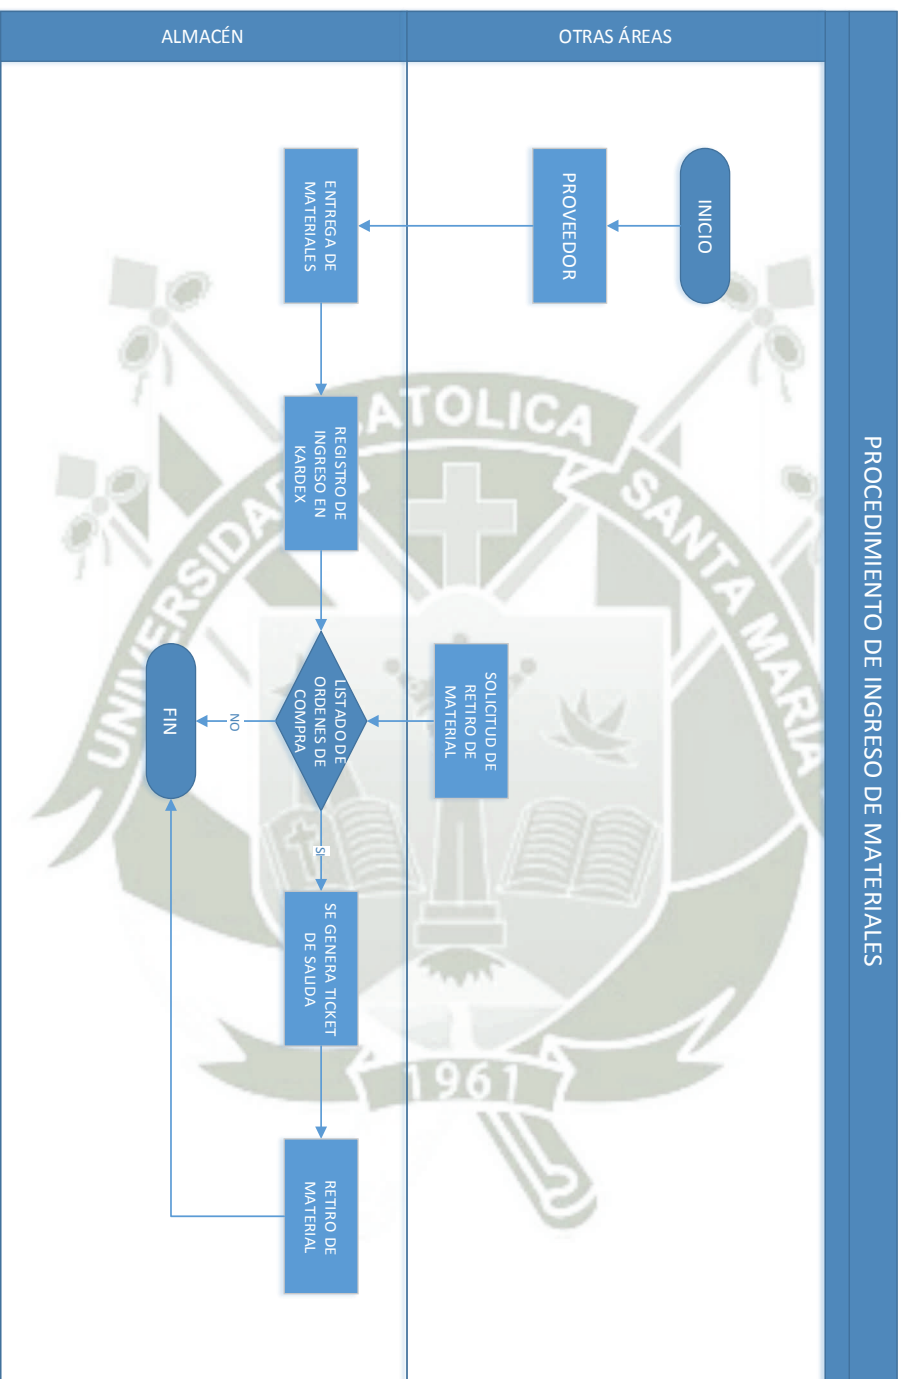 PROCEDIMIENTO DE INGRESO DE MATERIALES
OTRAS ÁREAS
ALMACÉN
INICIO
PROVEEDOR
ENTREGA DE
MATERIALES
REGISTRO DE
INGRESO EN
KARDEX
SOLICITUD DE
RETIRO DE
MATERIAL
LISTADO DE
ORDENES DE
COMPRA
NO
FIN
SI
SE GENERA TICKET
DE SALIDA
RETIRO DE
MATERIAL
UNIVERSIDAD CATOLICA SANTA MARIA
1961